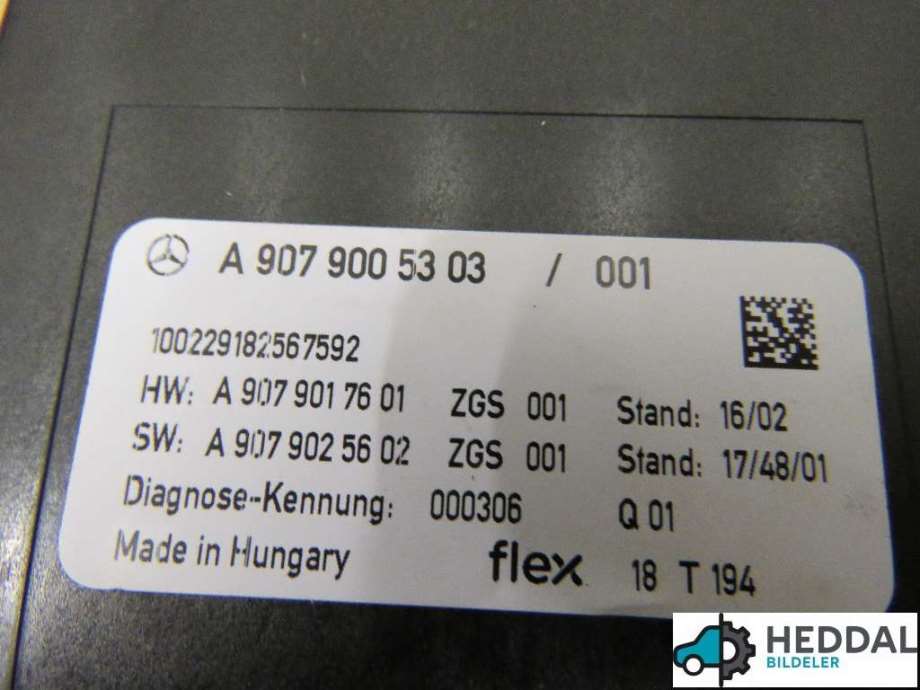 A 907 900 53 03 / 001
100229182567592
HW: A 907 901 76 01 ZGS 001 Stand: 16/02
SW: A 907 902 56 02 ZGS 001 Stand: 17/48/01
Diagnose-Kennung: 000306 Q 01
Made in Hungary flex 18 T 194
HEDDAL
BILDELER